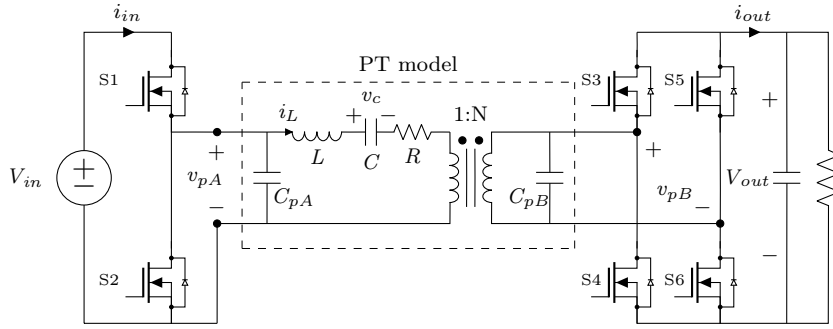 i_in
i_out
S1
PT model
S3
S5
v_c
1:N
i_L
+ −
+
L
C
R
+
+
V_in
v_pA
C_pA
C_pB
v_pB
V_out
−
−
S2
S4
S6
−